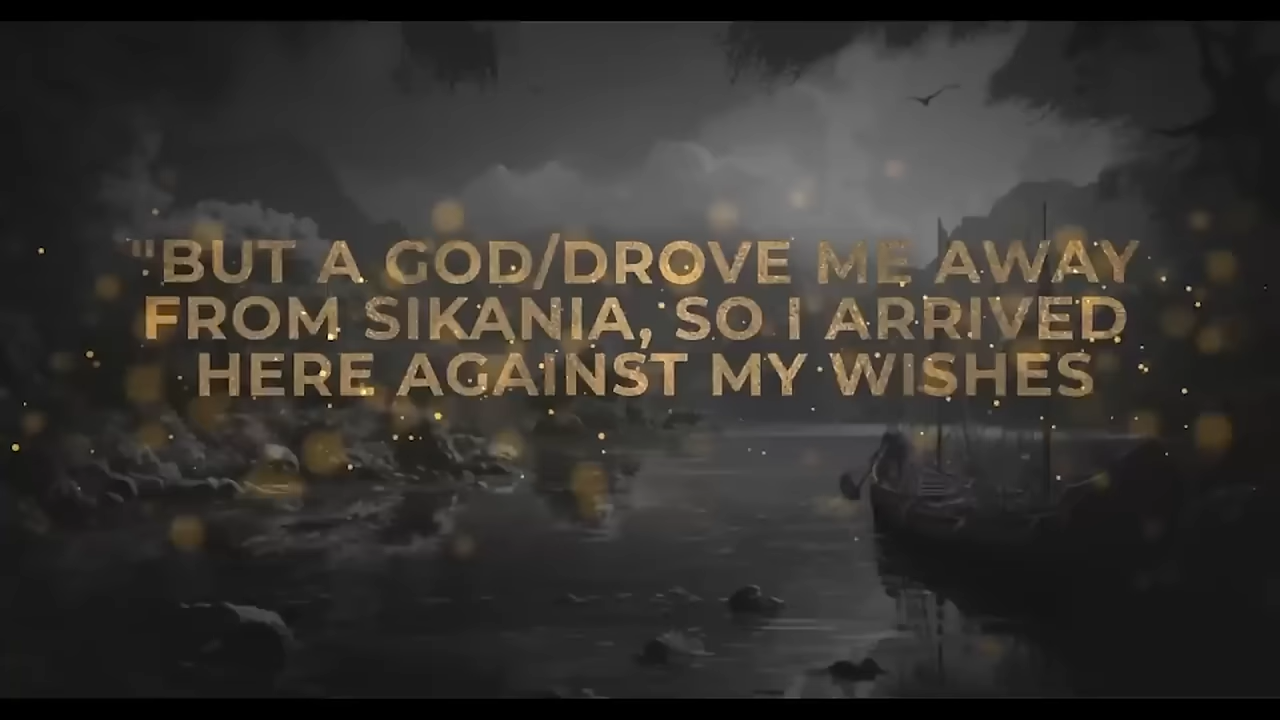 "BUT A GOD/DROVE ME AWAY
FROM SIKANIA, SO I ARRIVED
HERE AGAINST MY WISHES